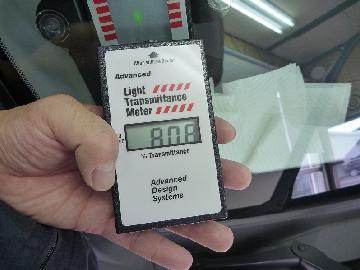 Advanced
Light
Transmittance
Meter
80.8
% Transmittance
Advanced
Design
Systems